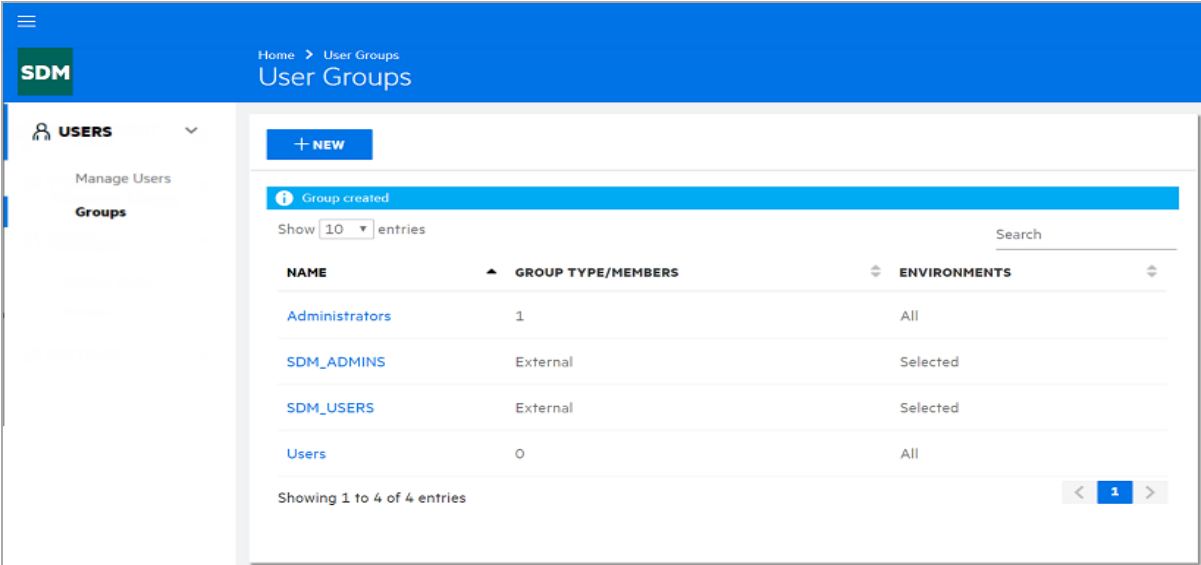 Home > User Groups
SDM
User Groups
USERS
Manage Users
Groups
+ NEW
Group created
Show 10 entries
Search
NAME GROUP TYPE/MEMBERS ENVIRONMENTS
Administrators 1 All
SDM_ADMINS External Selected
SDM_USERS External Selected
Users 0 All
Showing 1 to 4 of 4 entries
< 1 >